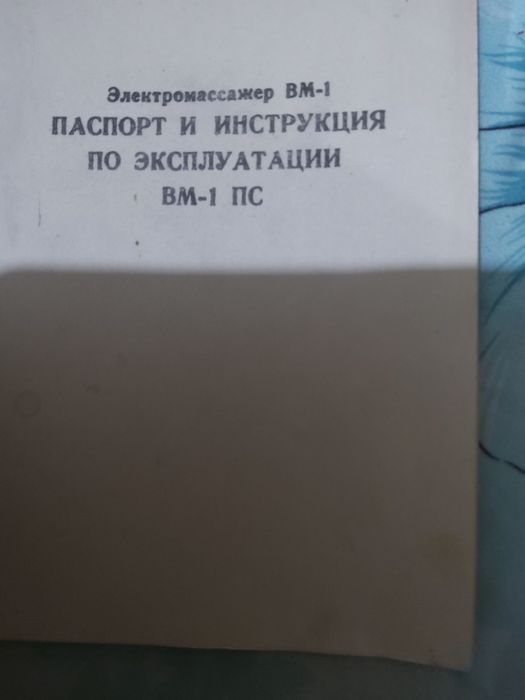 Электромассажер ВМ-1
ПАСПОРТ И ИНСТРУКЦИЯ
ПО ЭКСПЛУАТАЦИИ
ВМ-1 ПС